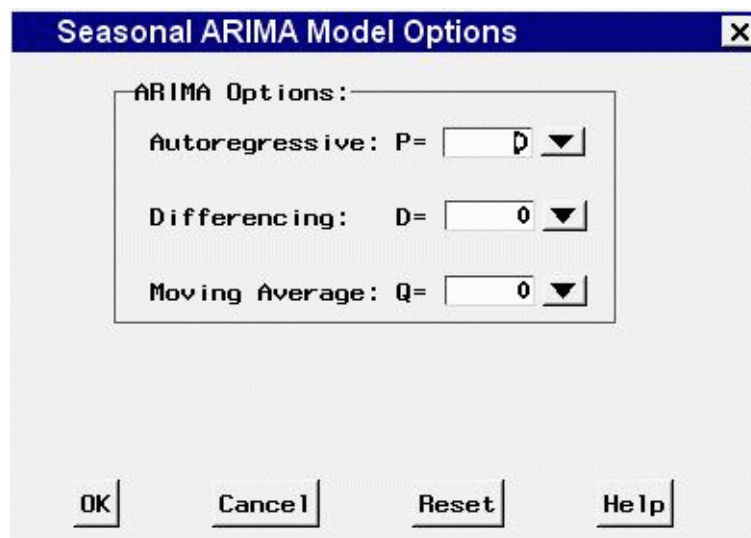 Seasonal ARIMA Model Options
ARIMA Options:
Autoregressive: P= 0
Differencing: D= 0
Moving Average: Q= 0
OK Cancel Reset Help